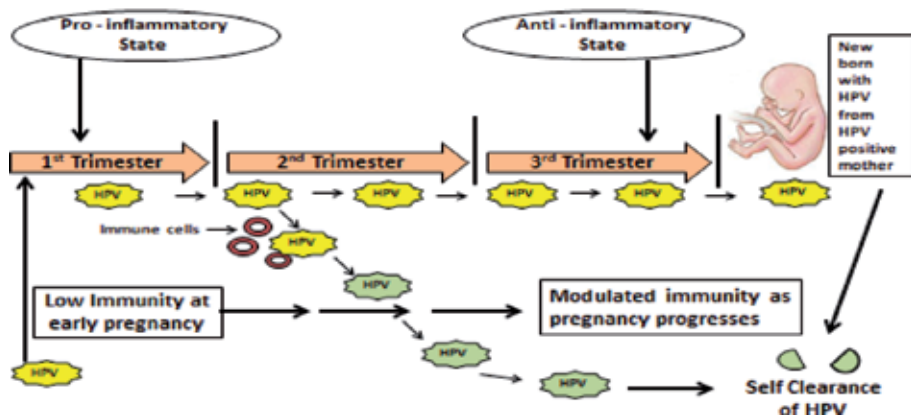 Pro - inflammatory
State
Anti - inflammatory
State
New
born
with
HPV
from
HPV
positive
mother
1st Trimester
2nd Trimester
3rd Trimester
HPV
HPV
HPV
HPV
HPV
HPV
Immune cells
HPV
HPV
Low Immunity at
early pregnancy
Modulated immunity as
pregnancy progresses
HPV
HPV
HPV
Self Clearance
of HPV